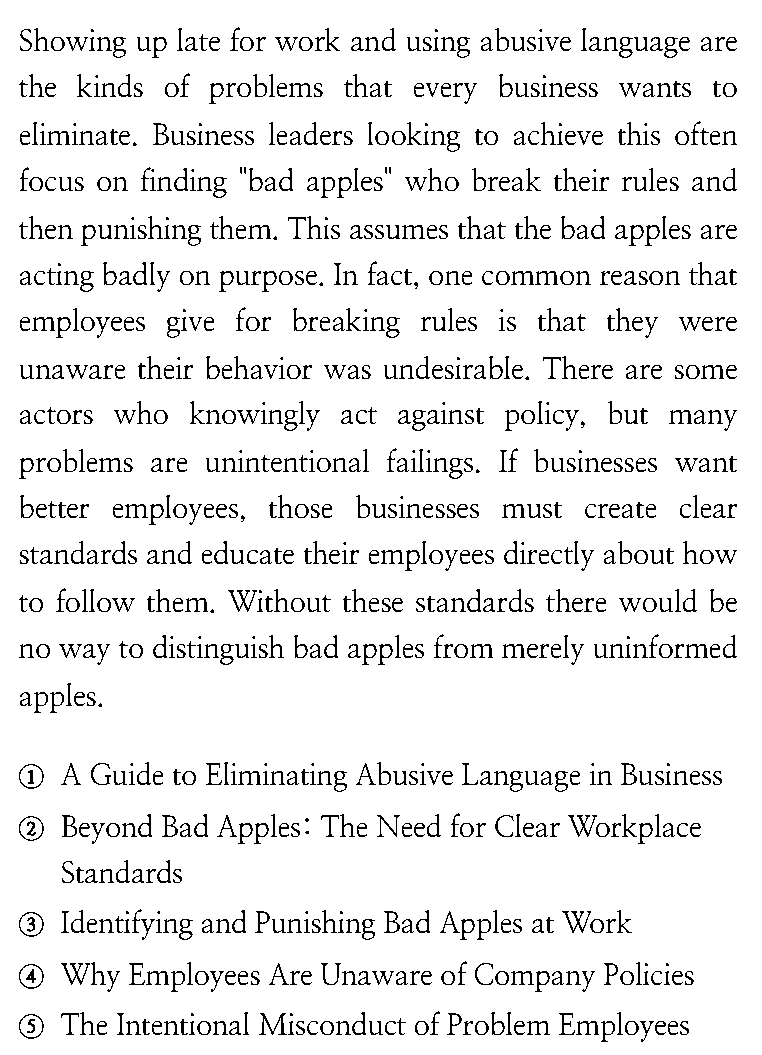 Showing up late for work and using abusive language are
the kinds of problems that every business wants to
eliminate. Business leaders looking to achieve this often
focus on finding "bad apples" who break their rules and
then punishing them. This assumes that the bad apples are
acting badly on purpose. In fact, one common reason that
employees give for breaking rules is that they were
unaware their behavior was undesirable. There are some
actors who knowingly act against policy, but many
problems are unintentional failings. If businesses want
better employees, those businesses must create clear
standards and educate their employees directly about how
to follow them. Without these standards there would be
no way to distinguish bad apples from merely uninformed
apples.
① A Guide to Eliminating Abusive Language in Business
② Beyond Bad Apples: The Need for Clear Workplace
Standards
③ Identifying and Punishing Bad Apples at Work
④ Why Employees Are Unaware of Company Policies
⑤ The Intentional Misconduct of Problem Employees